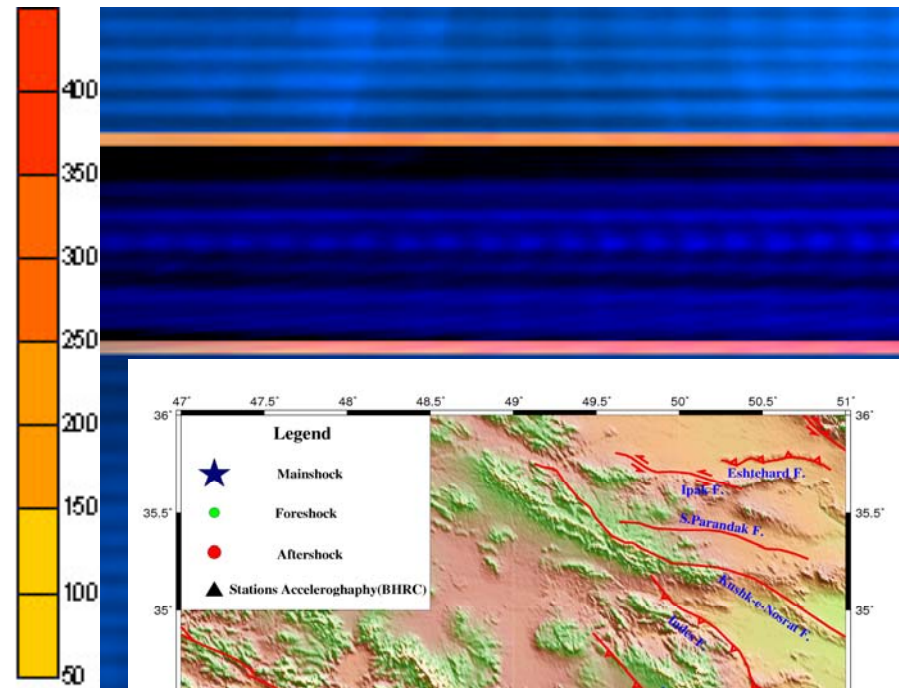 400
350
300
250
200
150
100
50
47° 47.5° 48° 48.5° 49° 49.5° 50° 50.5° 51°
36° 36°
Legend
Mainshock
Foreshock
Aftershock
Stations Acceleroghaphy(BHRC)
Eshtehard F.
Ipak F.
S.Parandak F.
35.5° 35.5°
Kushk-e-Nosrat F.
Indes F.
35° 35°